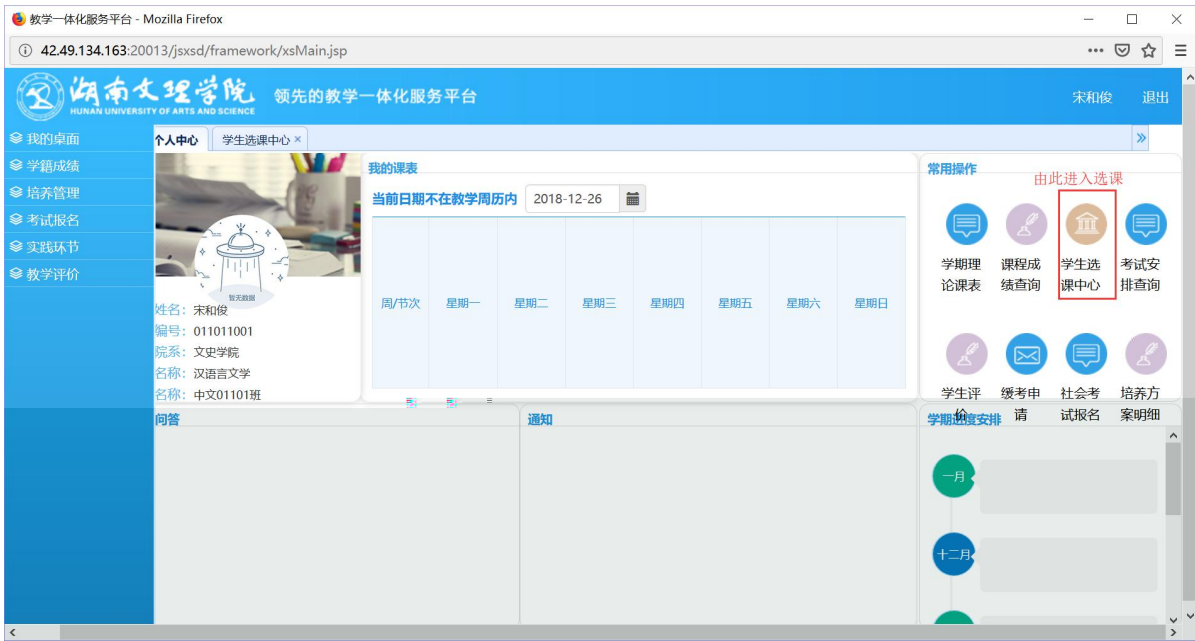 教学一体化服务平台 - Mozilla Firefox
42.49.134.163:20013/jsxsd/framework/xsMain.jsp
湖南文理学院
HUNAN UNIVERSITY OF ARTS AND SCIENCE
领先的教学一体化服务平台
宋和俊 退出
我的桌面
学籍成绩
培养管理
考试报名
实践环节
教学评价
个人中心 学生选课中心 ×
暂无数据
姓名：宋和俊
编号：011011001
院系：文史学院
名称：汉语言文学
名称：中文01101班
我的课表
当前日期不在教学周历内 2018-12-26
周/节次 星期一 星期二 星期三 星期四 星期五 星期六 星期日
常用操作
由此进入选课
学期理论课表
课程成绩查询
学生选课中心
考试安排查询
学生评价
缓考申请
社会考试报名
培养方案明细
问答
通知
学期进度安排
一月
十二月